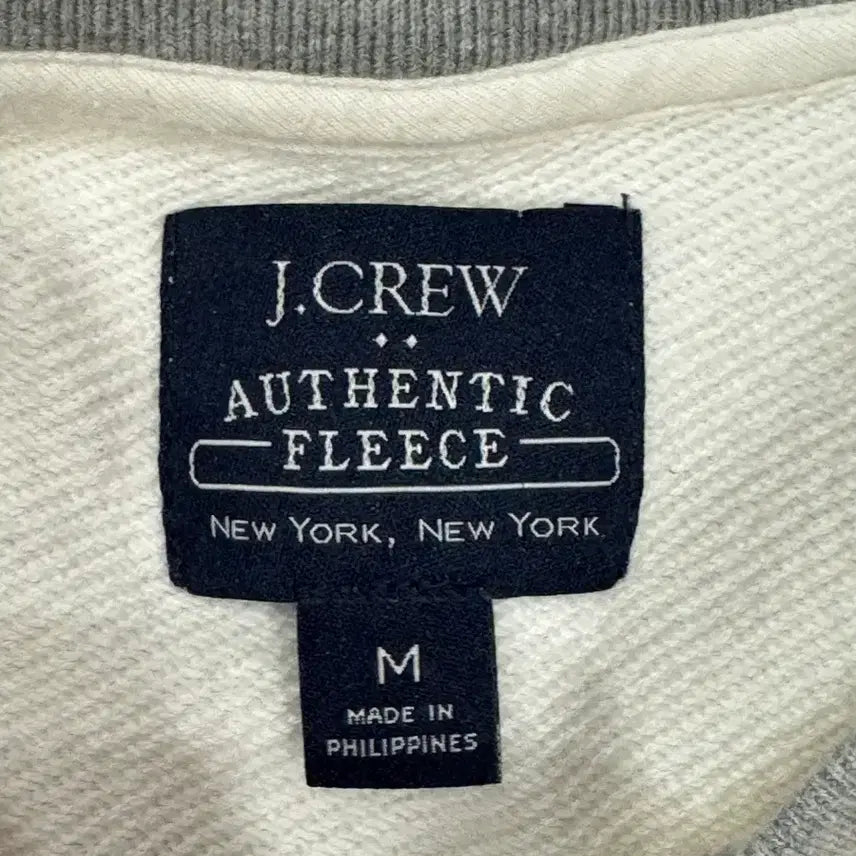 J.CREW
AUTHENTIC
FLEECE
NEW YORK, NEW YORK
M
MADE IN
PHILIPPINES